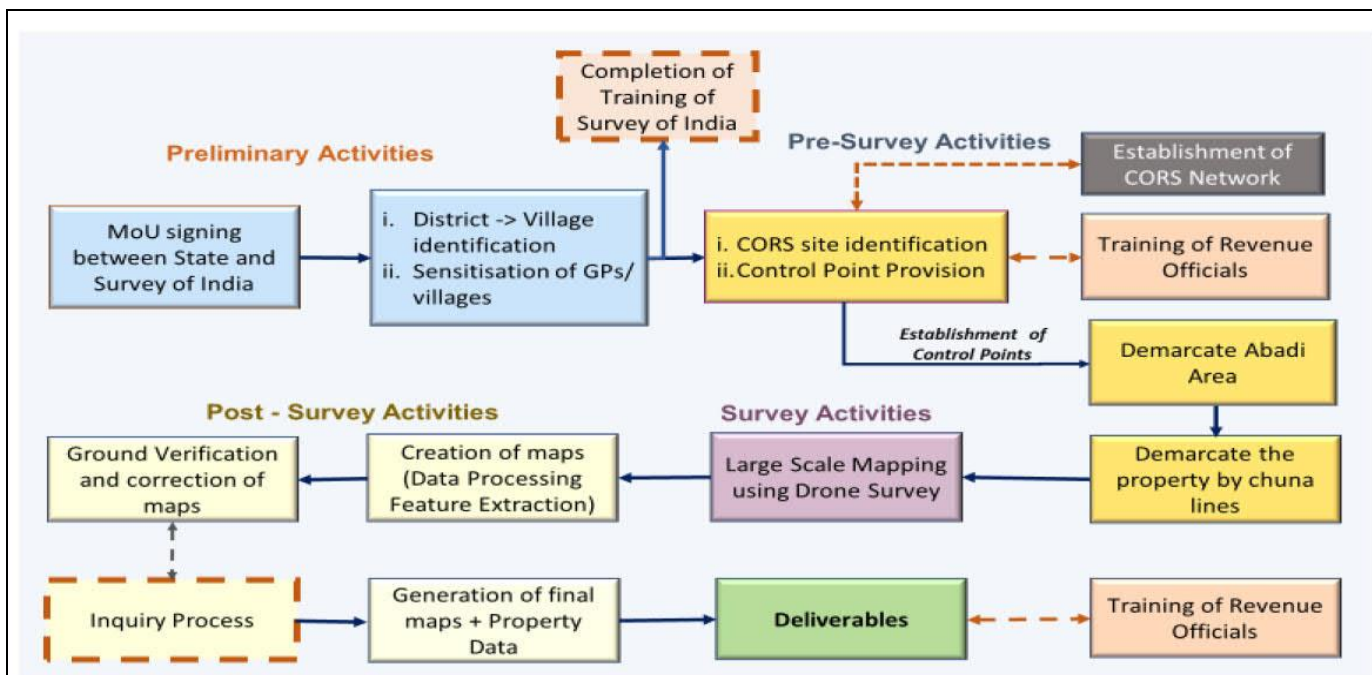 Completion of
Training of
Survey of India
Preliminary Activities
Pre-Survey Activities
Establishment of
CORS Network
MoU signing
between State and
Survey of India
i. District -> Village
identification
ii. Sensitisation of GPs/
villages
i. CORS site identification
ii.Control Point Provision
Training of Revenue
Officials
Establishment of
Control Points
Demarcate Abadi
Area
Post - Survey Activities
Survey Activities
Ground Verification
and correction of
maps
Creation of maps
(Data Processing
Feature Extraction)
Large Scale Mapping
using Drone Survey
Demarcate the
property by chuna
lines
Inquiry Process
Generation of final
maps + Property
Data
Deliverables
Training of Revenue
Officials